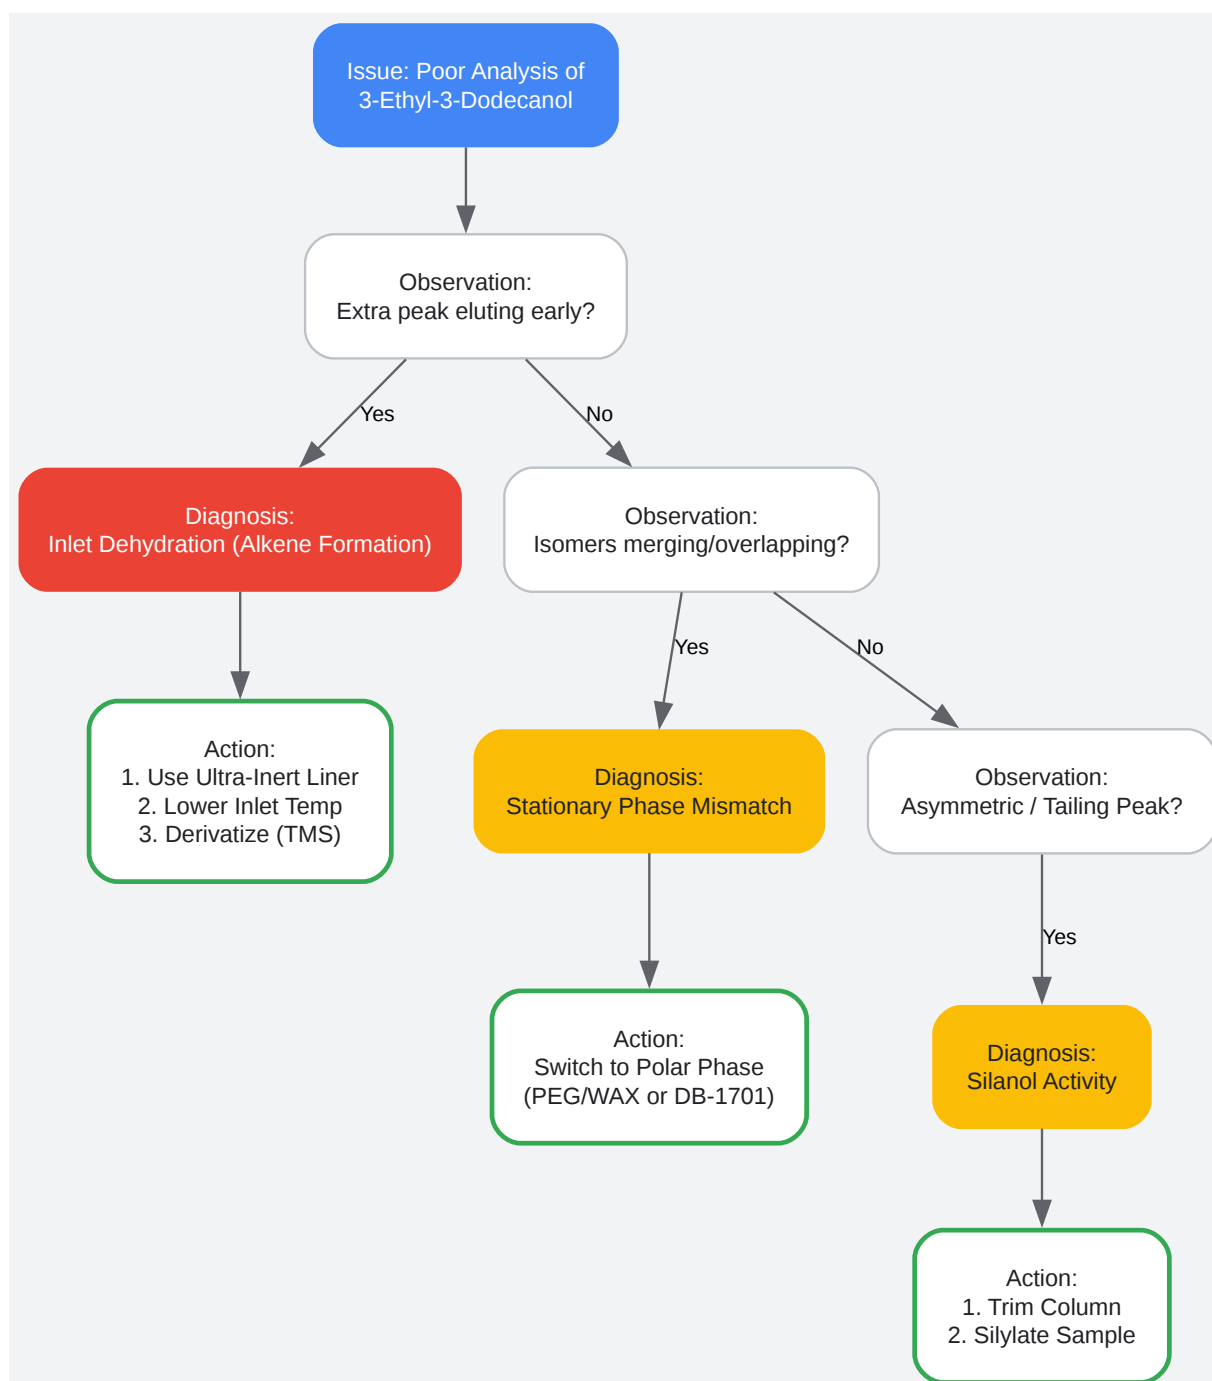 Issue: Poor Analysis of
3-Ethyl-3-Dodecanol
Observation:
Extra peak eluting early?
Yes
No
Diagnosis:
Inlet Dehydration (Alkene Formation)
Observation:
Isomers merging/overlapping?
Yes
No
Action:
1. Use Ultra-Inert Liner
2. Lower Inlet Temp
3. Derivatize (TMS)
Diagnosis:
Stationary Phase Mismatch
Observation:
Asymmetric / Tailing Peak?
Yes
Action:
Switch to Polar Phase
(PEG/WAX or DB-1701)
Diagnosis:
Silanol Activity
Action:
1. Trim Column
2. Silylate Sample